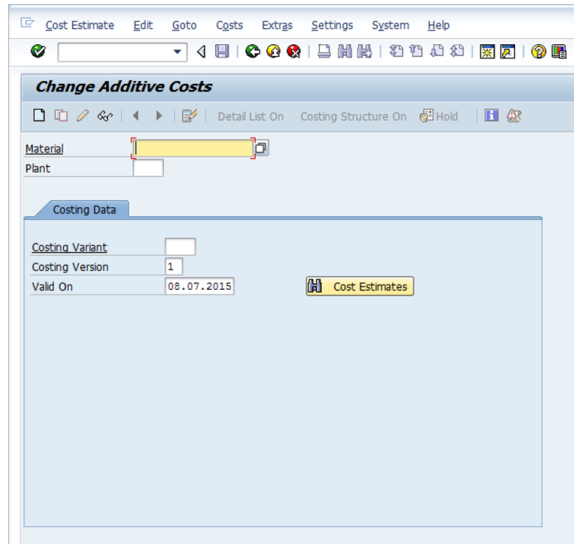 Cost Estimate Edit Goto Costs Extras Settings System Help
Change Additive Costs
Detail List On Costing Structure On Hold
Material
Plant
Costing Data
Costing Variant
Costing Version 1
Valid On 08.07.2015 Cost Estimates